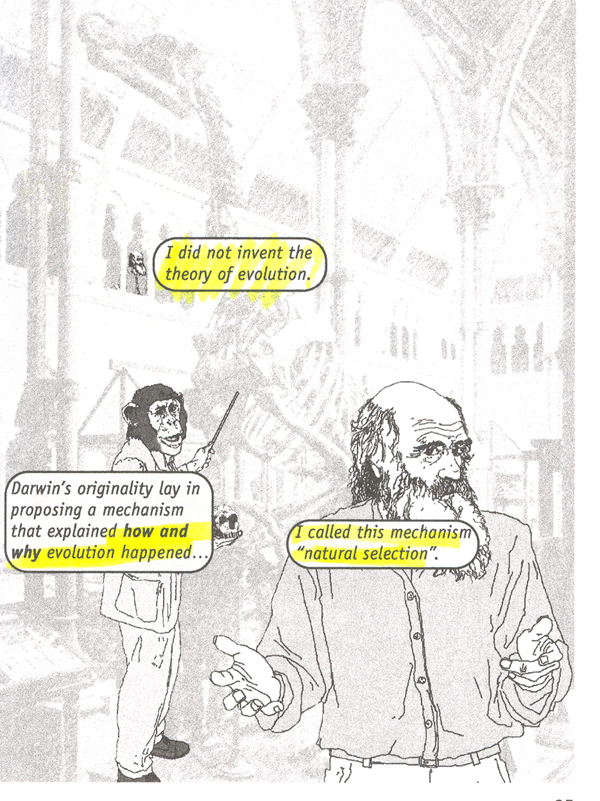 I did not invent the
theory of evolution.
Darwin's originality lay in
proposing a mechanism
that explained how and
why evolution happened...
I called this mechanism
“natural selection”.